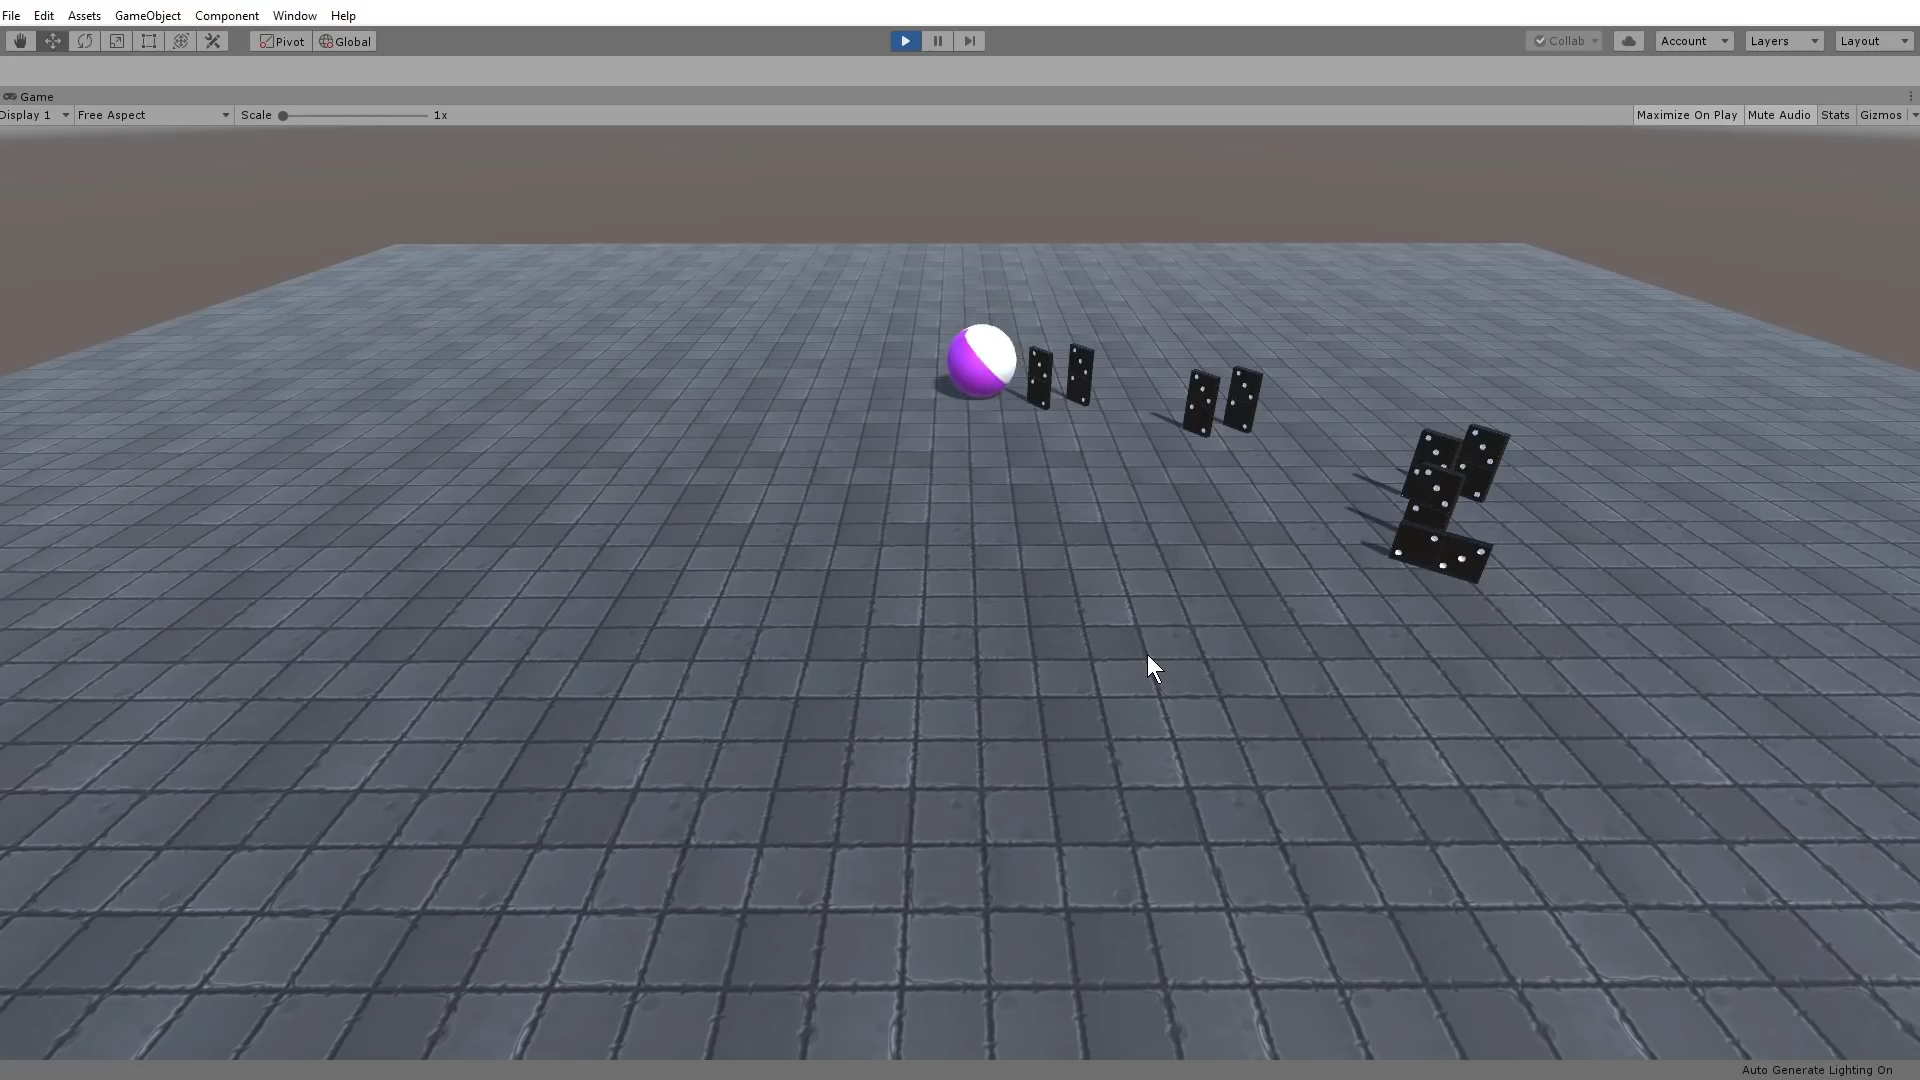 File Edit Assets GameObject Component Window Help
Pivot Global Collab Account Layers Layout
Game
Display 1 Free Aspect Scale 1x Maximize On Play Mute Audio Stats Gizmos
Auto Generate Lighting On